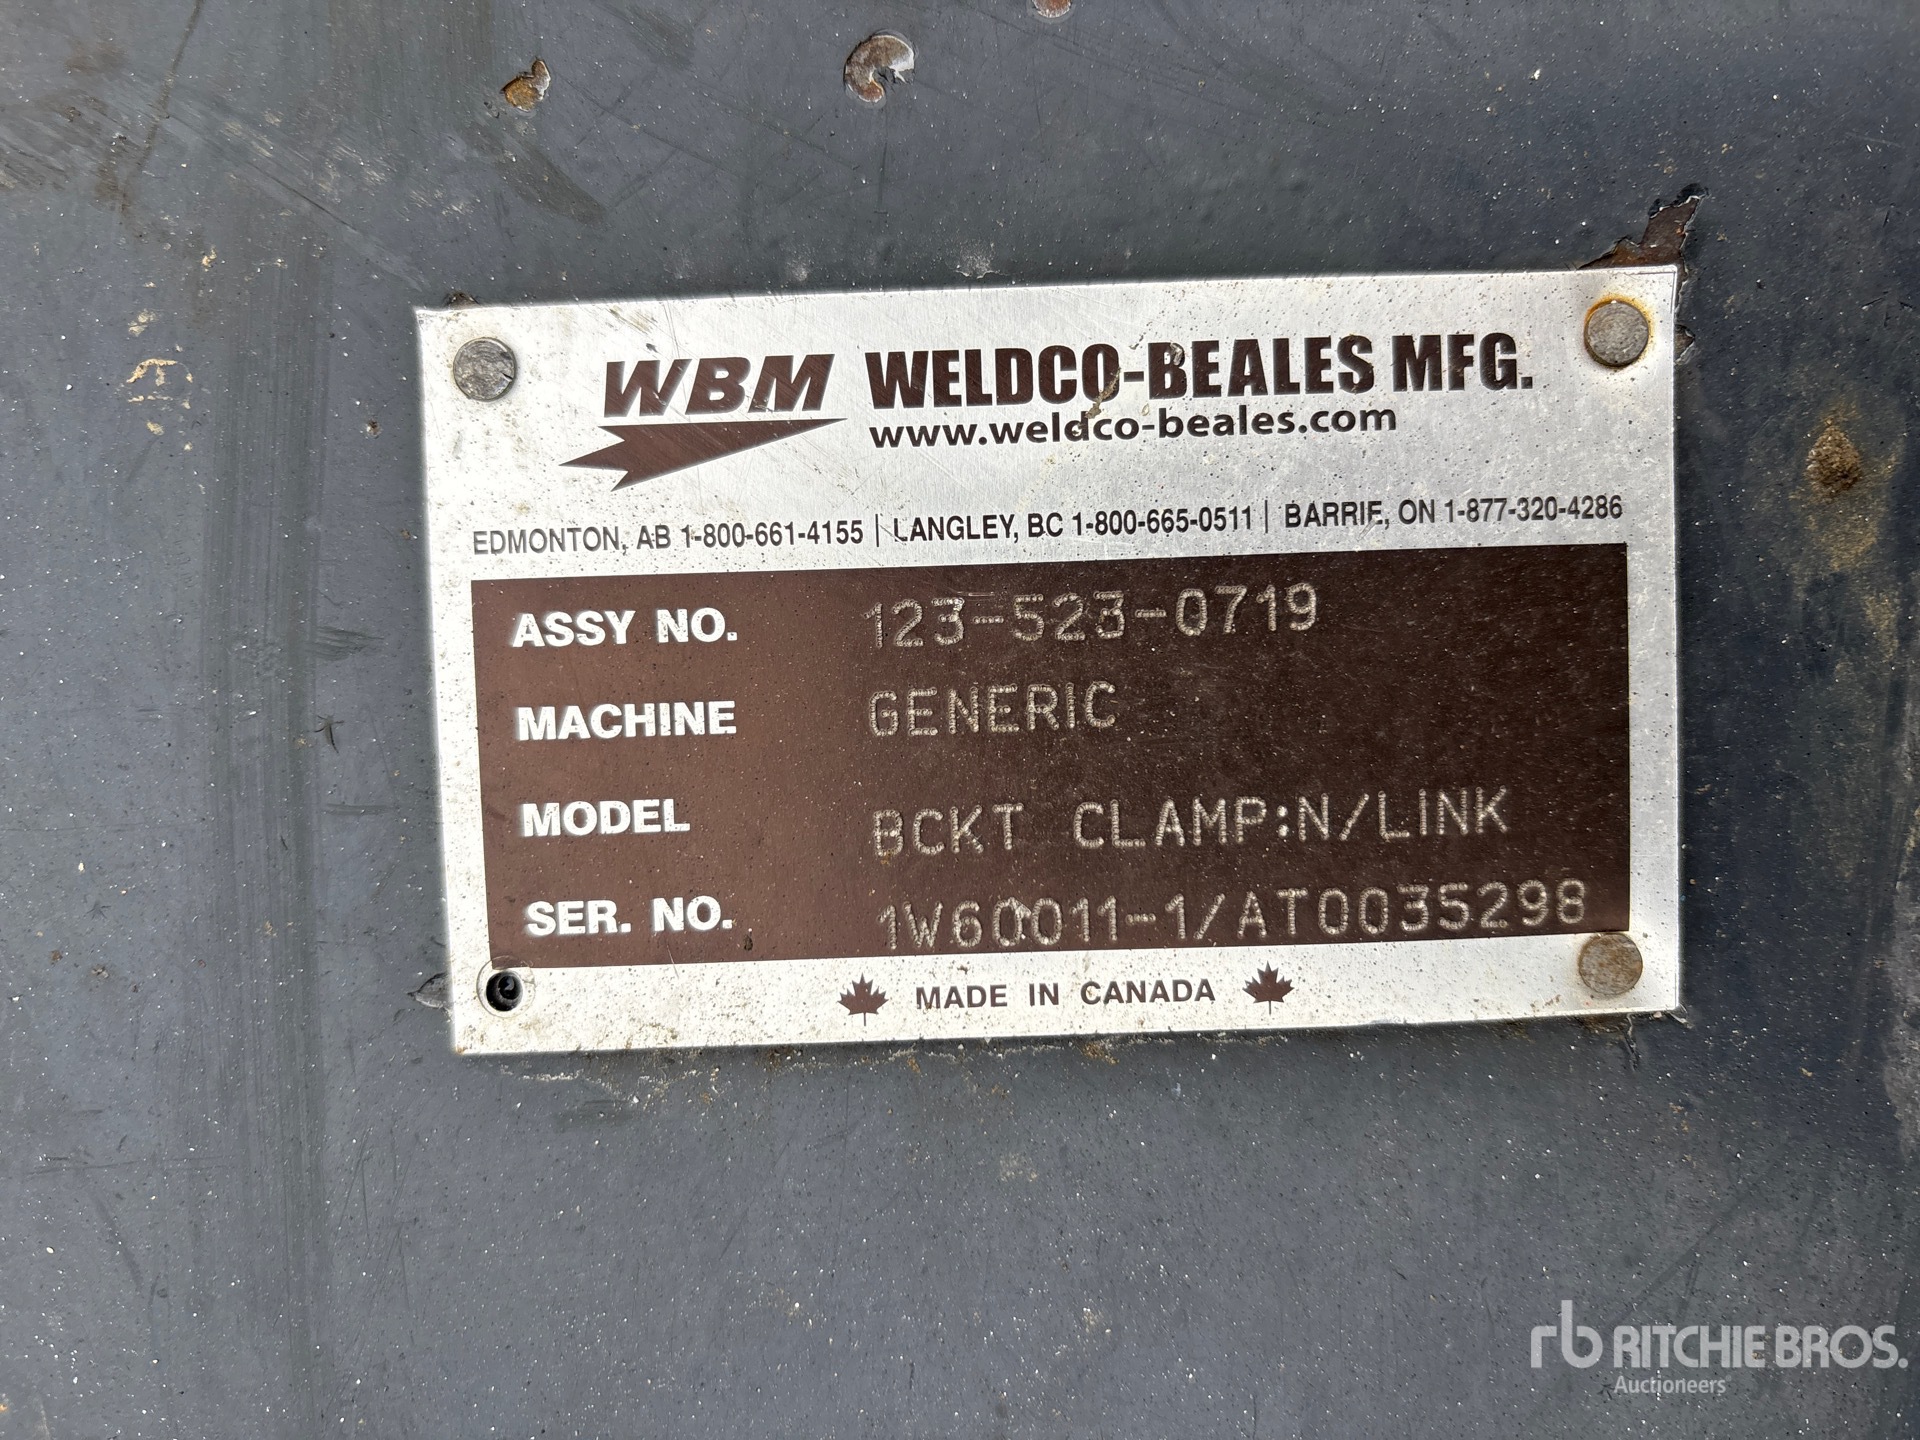 WBM WELDCO-BEALES MFG.
www.weldco-beales.com
EDMONTON, AB 1-800-661-4155 | LANGLEY, BC 1-800-665-0511 | BARRIE, ON 1-877-320-4286
ASSY NO. 123-523-0719
MACHINE GENERIC
MODEL BCKT CLAMP:N/LINK
SER. NO. 1W60011-1/AT0035298
MADE IN CANADA
rb RITCHIE BROS.
Auctioneers